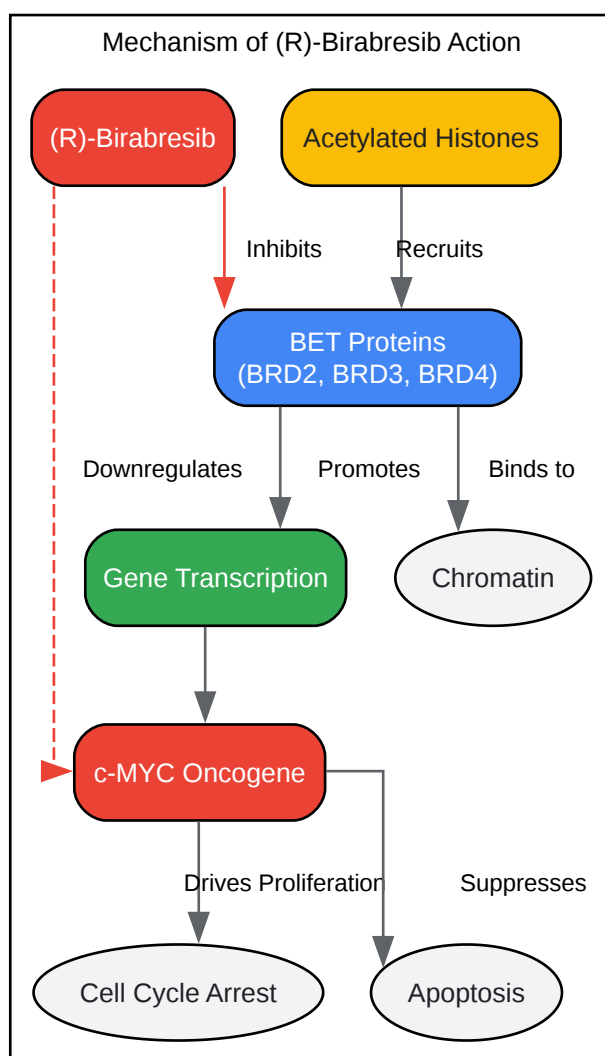 Mechanism of (R)-Birabresib Action
(R)-Birabresib
Acetylated Histones
Inhibits
Recruits
BET Proteins
(BRD2, BRD3, BRD4)
Downregulates
Promotes
Binds to
Gene Transcription
Chromatin
c-MYC Oncogene
Drives Proliferation
Suppresses
Cell Cycle Arrest
Apoptosis